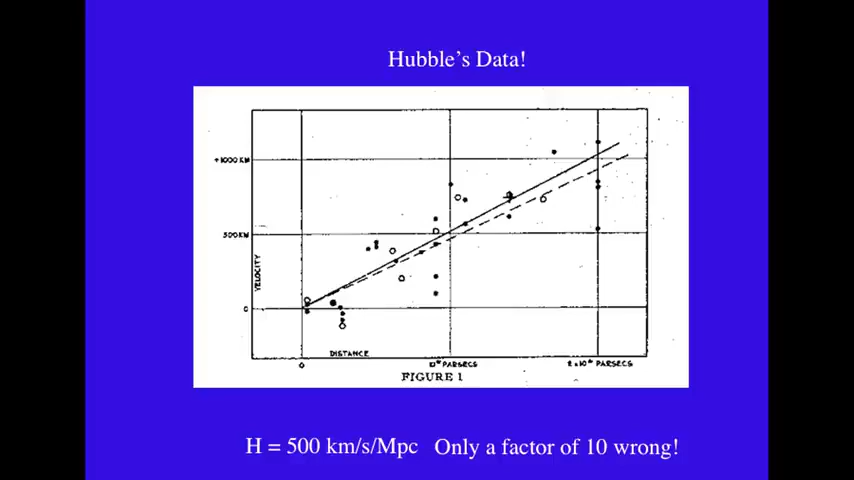 Hubble's Data!
+1000 KM
500 KM
VELOCITY
0
DISTANCE
0
10⁶ PARSECS
2 x 10⁶ PARSECS
FIGURE 1
H = 500 km/s/Mpc Only a factor of 10 wrong!